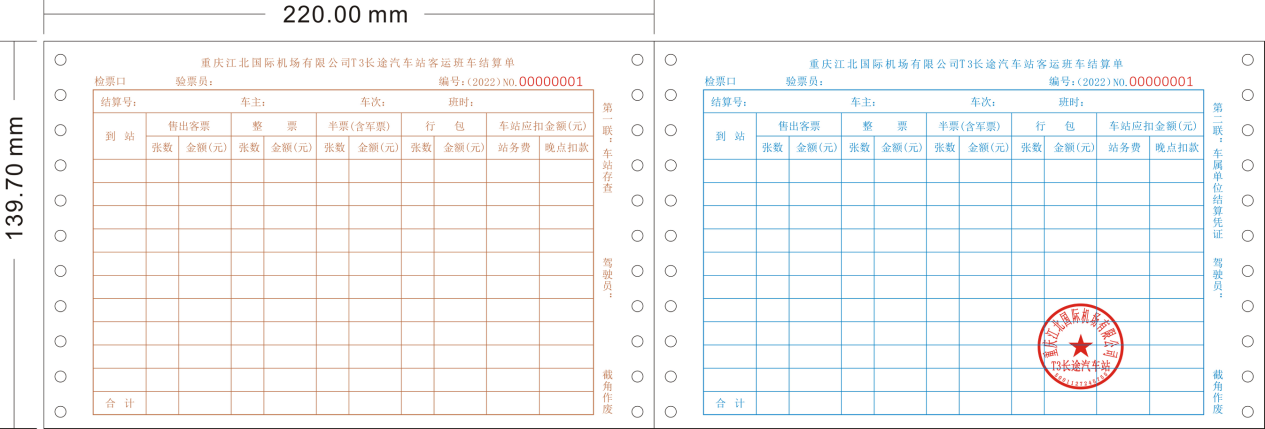 220.00 mm
139.70 mm
重庆江北国际机场有限公司T3长途汽车站客运班车结算单
检票口 验票员: 编号:(2022)NO.00000001
结算号: 车主: 车次: 班时:
到 站 售出客票 整 票 半票(含军票) 行 包 车站应扣金额(元)
张数 金额(元) 张数 金额(元) 张数 金额(元) 张数 金额(元) 站务费 晚点扣款
合 计
第一联:车站存查
驾驶员:
截角作废
重庆江北国际机场有限公司T3长途汽车站客运班车结算单
检票口 验票员: 编号:(2022)NO.00000001
结算号: 车主: 车次: 班时:
到 站 售出客票 整 票 半票(含军票) 行 包 车站应扣金额(元)
张数 金额(元) 张数 金额(元) 张数 金额(元) 张数 金额(元) 站务费 晚点扣款
合 计
第二联:车属单位结算凭证
驾驶员:
截角作废
重庆江北国际机场有限公司
T3长途汽车站